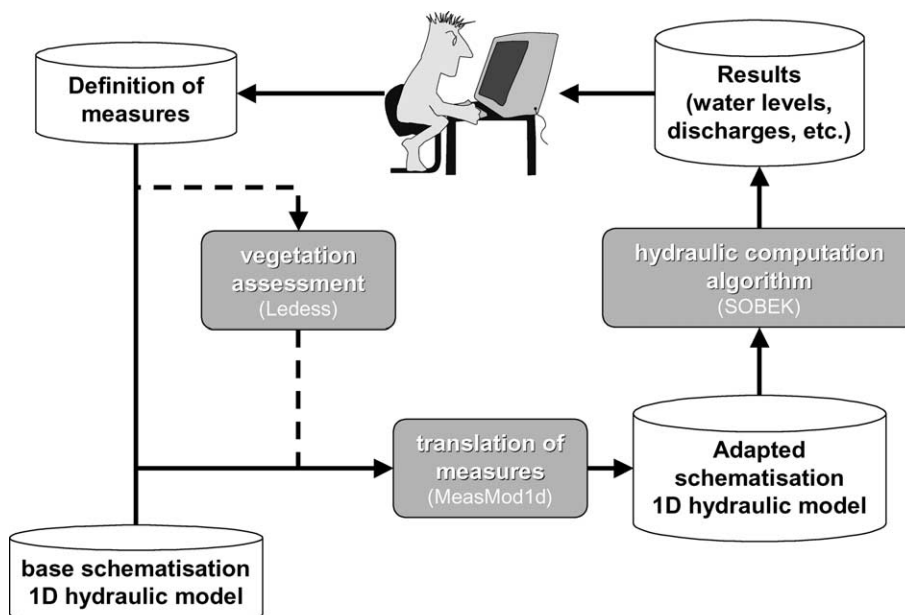 Definition of
measures
Results
(water levels,
discharges, etc.)
vegetation
assessment
(Ledess)
hydraulic computation
algorithm
(SOBEK)
translation of
measures
(MeasMod1d)
Adapted
schematisation
1D hydraulic model
base schematisation
1D hydraulic model